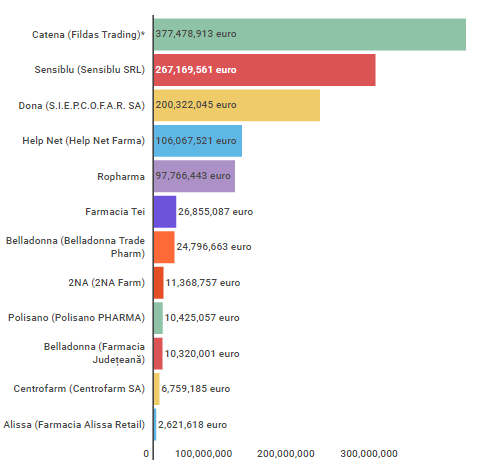 Catena (Fildas Trading)* 377,478,913 euro
Sensiblu (Sensiblu SRL) 267,169,561 euro
Dona (S.I.E.P.C.O.F.A.R. SA) 200,322,045 euro
Help Net (Help Net Farma) 106,067,521 euro
Ropharma 97,766,443 euro
Farmacia Tei 26,855,087 euro
Belladonna (Belladonna Trade
Pharm) 24,796,663 euro
2NA (2NA Farm) 11,368,757 euro
Polisano (Polisano PHARMA) 10,425,057 euro
Belladonna (Farmacia
Județeană) 10,320,001 euro
Centrofarm (Centrofarm SA) 6,759,185 euro
Alissa (Farmacia Alissa Retail) 2,621,618 euro
0 100,000,000 200,000,000 300,000,000